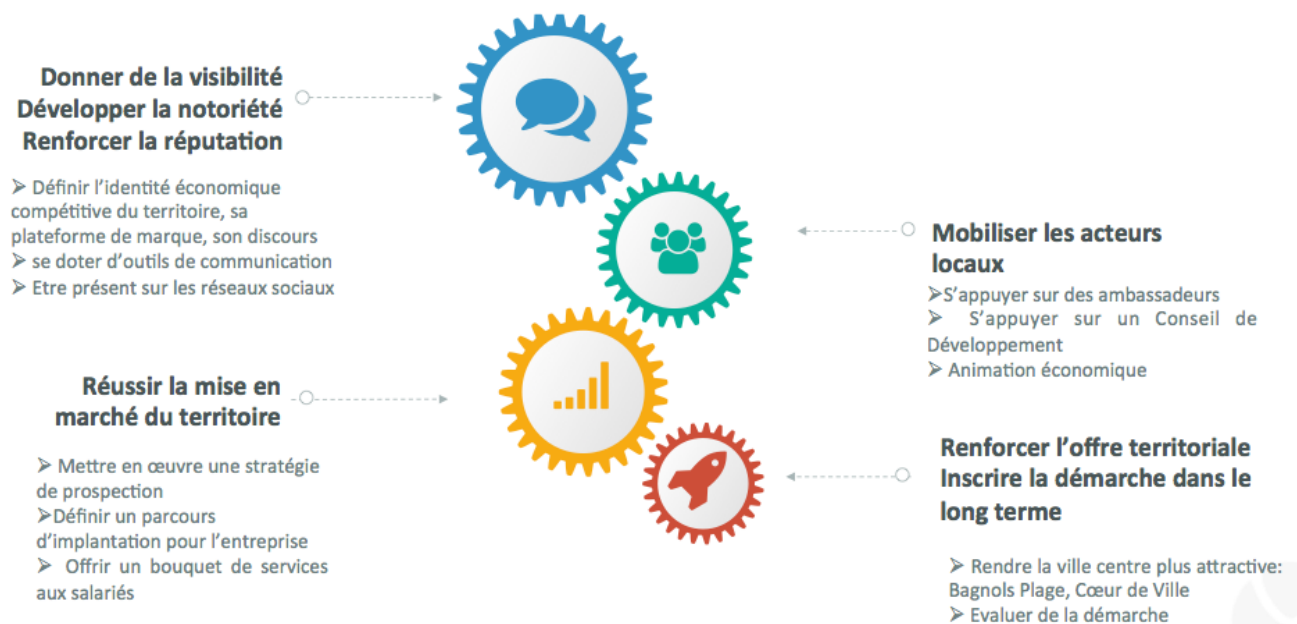 Donner de la visibilité
Développer la notoriété
Renforcer la réputation
➢ Définir l'identité économique
compétitive du territoire, sa
plateforme de marque, son discours
➢ se doter d'outils de communication
➢ Etre présent sur les réseaux sociaux
Mobiliser les acteurs
locaux
➢S'appuyer sur des ambassadeurs
➢ S'appuyer sur un Conseil de
Développement
➢ Animation économique
Réussir la mise en
marché du territoire
➢ Mettre en œuvre une stratégie
de prospection
➢Définir un parcours
d'implantation pour l'entreprise
➢ Offrir un bouquet de services
aux salariés
Renforcer l'offre territoriale
Inscrire la démarche dans le
long terme
➢ Rendre la ville centre plus attractive:
Bagnols Plage, Cœur de Ville
➢ Evaluer de la démarche